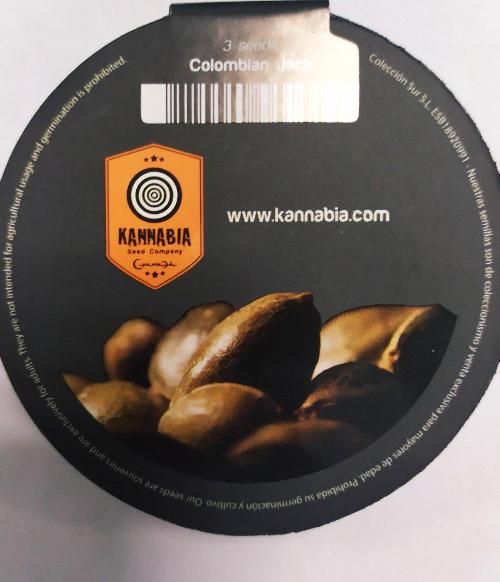 3 seeds
Colombian Jack
KANNABIA
Seed Company
www.kannabia.com
Colección Sur S.L. ESB18920991 - Nuestras semillas son de coleccionismo y venta exclusiva para mayores de edad. Prohibida su germinación y cultivo. Our seeds are souvenirs and are exclusively for adults. They are not intended for agricultural usage and germination is prohibited.